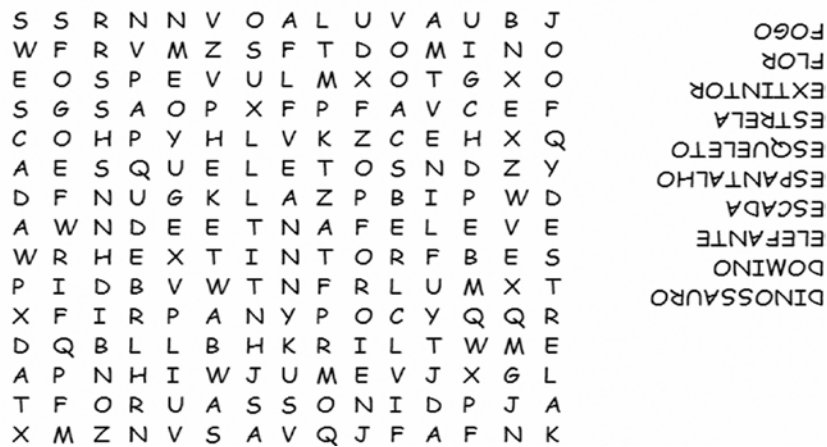 S S R N N V O A L U V A U B J
W F R V M Z S F T D O M I N O
E O S P E V U L M X O T G X O
S G S A O P X F P F A V C E F
C O H P Y H L V K Z C E H X Q
A E S Q U E L E T O S N D Z Y
D F N U G K L A Z P B I P W D
A W N D E E T N A F E L E V E
W R H E X T I N T O R F B E S
P I D B V W T N F R L U M X T
X F I R P A N Y P O C Y Q Q R
D Q B L L B H K R I L T W M E
A P N H I W J U M E V J X G L
T F O R U A S S O N I D P J A
X M Z N V S A V Q J F A F N K
DINOSSAURO
DOMINO
ELEFANTE
ESCADA
ESPANTALHO
ESQUELETO
ESTRELA
EXTINTOR
FLOR
FOGO